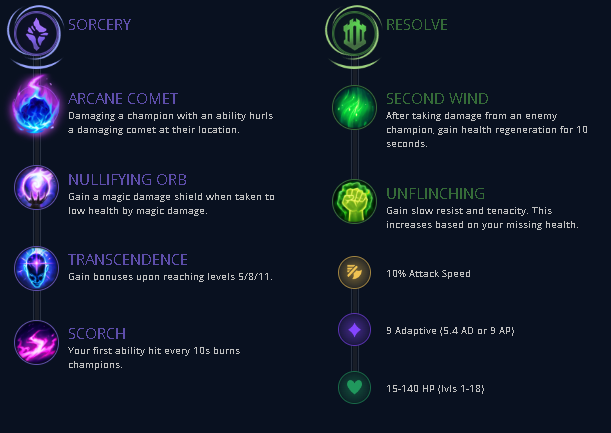 SORCERY
ARCANE COMET
Damaging a champion with an ability hurls
a damaging comet at their location.
NULLIFYING ORB
Gain a magic damage shield when taken to
low health by magic damage.
TRANSCENDENCE
Gain bonuses upon reaching levels 5/8/11.
SCORCH
Your first ability hit every 10s burns
champions.
RESOLVE
SECOND WIND
After taking damage from an enemy
champion, gain health regeneration for 10
seconds.
UNFLINCHING
Gain slow resist and tenacity. This
increases based on your missing health.
10% Attack Speed
9 Adaptive (5.4 AD or 9 AP)
15-140 HP (lvls 1-18)